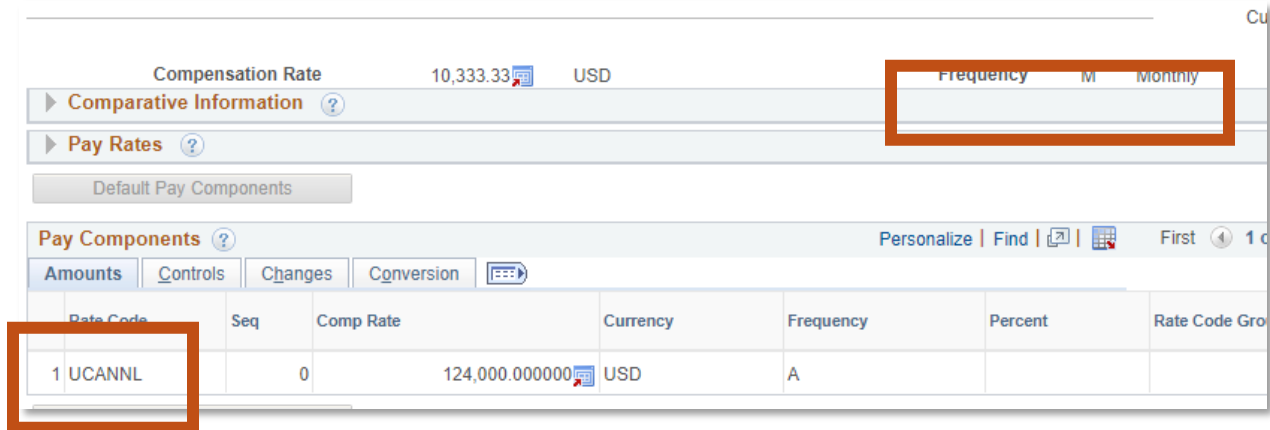 Cu
Compensation Rate 10,333.33 USD Frequency M Monthly
Comparative Information ?
Pay Rates ?
Default Pay Components
Pay Components ? Personalize | Find | | First 1 o
Amounts Controls Changes Conversion
Rate Code Seq Comp Rate Currency Frequency Percent Rate Code Gro
1 UCANNL 0 124,000.000000 USD A